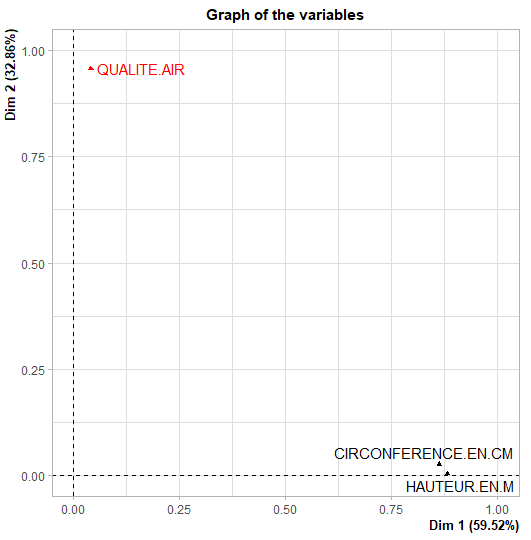 Graph of the variables
Dim 2 (32.86%)
1.00
QUALITE.AIR
0.75
0.50
0.25
CIRCONFERENCE.EN.CM
0.00
HAUTEUR.EN.M
0.00 0.25 0.50 0.75 1.00
Dim 1 (59.52%)